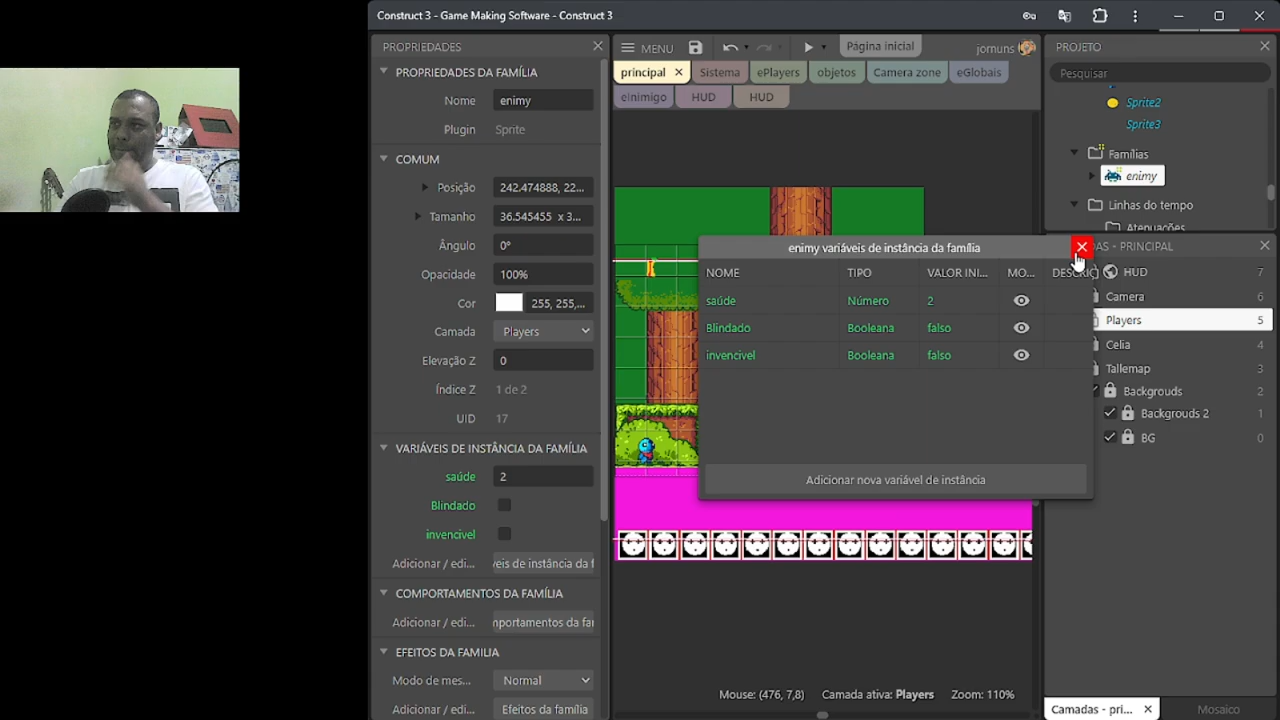 Construct 3 - Game Making Software - Construct 3
PROPRIEDADES
PROPRIEDADES DA FAMÍLIA
Nome enimy
Plugin Sprite
COMUM
Posição 242.474888, 22...
Tamanho 36.545455 x 3...
Ângulo 0°
Opacidade 100%
Cor 255, 255,...
Camada Players
Elevação Z 0
Índice Z 1 de 2
UID 17
VARIÁVEIS DE INSTÂNCIA DA FAMÍLIA
saúde 2
Blindado
invencivel
Adicionar / edi... veis de instância da f
COMPORTAMENTOS DA FAMÍLIA
Adicionar / edi... nportamentos da fa
EFEITOS DA FAMILIA
Modo de mes... Normal
Adicionar / edi... Efeitos da família
MENU Página inicial jornuns
principal Sistema ePlayers objetos Camera zone eGlobais
eInimigo HUD HUD
enimy variáveis de instância da família
NOME TIPO VALOR INI... MO... DESCRIÇ
saúde Número 2
Blindado Booleana falso
invencivel Booleana falso
Adicionar nova variável de instância
Mouse: (476, 7,8) Camada ativa: Players Zoom: 110%
PROJETO
Pesquisar
Sprite2
Sprite3
Famílias
enimy
Linhas do tempo
Atenuações
ADAS - PRINCIPAL
HUD 7
Camera 6
Players 5
Celia 4
Tallemap 3
Backgrouds 2
Backgrouds 2 1
BG 0
Camadas - pri... Mosaico